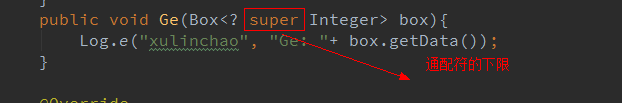 }
public void Ge(Box<? super Integer> box){
Log.e("xulinchao", "Ge: "+ box.getData());
通配符的下限
}
@Override